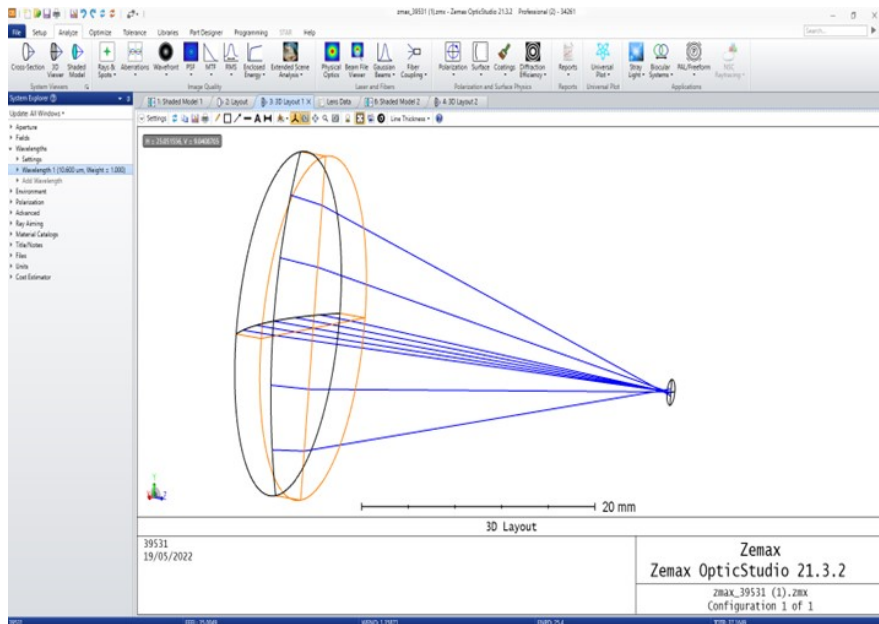 zmax_39531 (1).zmx - Zemax OpticStudio 21.3.2 Professional (2) - 34261
File Setup Analyze Optimize Tolerance Libraries Part Designer Programming STAR Help
Search...
Cross-Section 3D Viewer Shaded Model Rays & Spots Aberrations Wavefront PSF MTF RMS Enclosed Energy Extended Scene Analysis Physical Optics Beam File Viewer Gaussian Beams Fiber Coupling Polarization Surface Coatings Diffraction Efficiency Reports Universal Plot Stray Light Biocular Systems PAL/Freeform NSC Raytracing
System Viewers Image Quality Laser and Fibers Polarization and Surface Physics Reports Universal Plot Applications
System Explorer
1: Shaded Model 1 2: Layout 3: 3D Layout 1 Lens Data 6: Shaded Model 2 4: 3D Layout 2
Update: All Windows
Settings Line Thickness
Aperture
Fields
Wavelengths
Settings
Wavelength 1 (10.600 um, Weight = 1.000)
Add Wavelength
Environment
Polarization
Advanced
Ray Aiming
Material Catalogs
Title/Notes
Files
Units
Cost Estimator
20 mm
3D Layout
39531
19/05/2022
Zemax
Zemax OpticStudio 21.3.2
zmax_39531 (1).zmx
Configuration 1 of 1